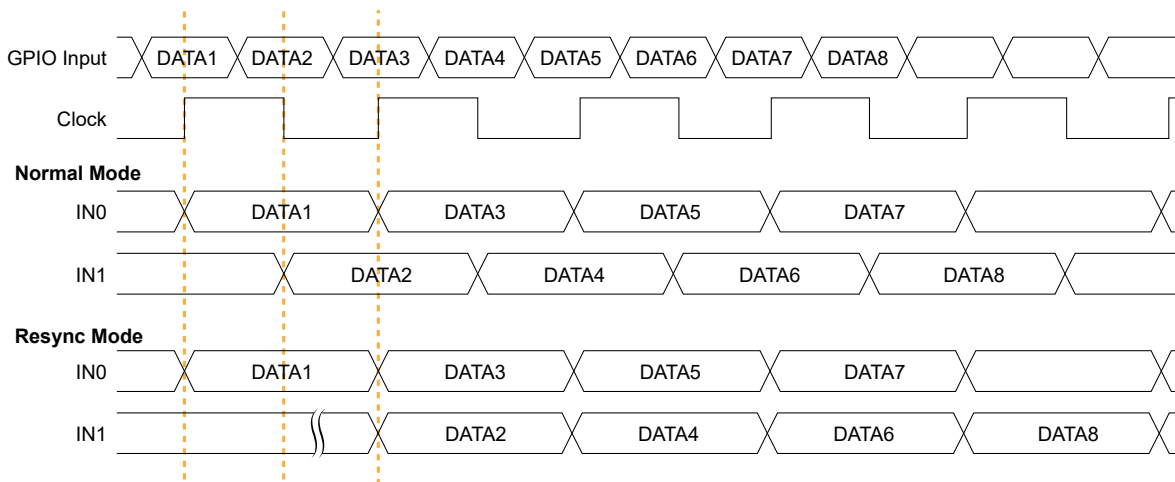 GPIO Input DATA1 DATA2 DATA3 DATA4 DATA5 DATA6 DATA7 DATA8
Clock
Normal Mode
IN0 DATA1 DATA3 DATA5 DATA7
IN1 DATA2 DATA4 DATA6 DATA8
Resync Mode
IN0 DATA1 DATA3 DATA5 DATA7
IN1 DATA2 DATA4 DATA6 DATA8